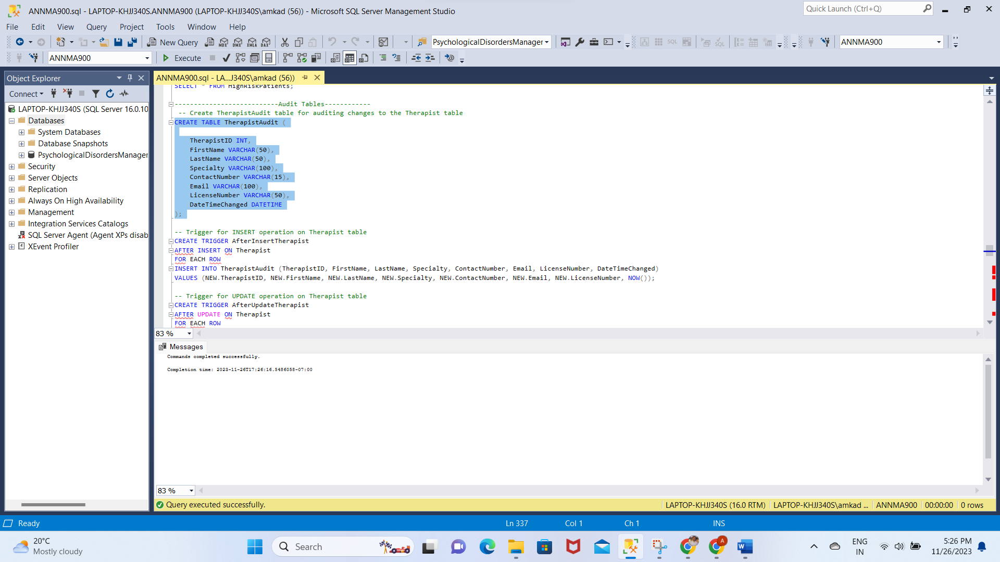 ANNMA900.sql - LAPTOP-KHJJ340S.ANNMA900 (LAPTOP-KHJJ340S\amkad (56)) - Microsoft SQL Server Management Studio
Quick Launch (Ctrl+Q)
File Edit View Query Project Tools Window Help
New Query MDX DMX XMLA DAX PsychologicalDisordersManager SQL SQL ANNMA900
ANNMA900 Execute
Object Explorer
ANNMA900.sql - LA...J340S\amkad (56))
Connect
LAPTOP-KHJJ340S (SQL Server 16.0.10
Databases
System Databases
Database Snapshots
PsychologicalDisordersManager
Security
Server Objects
Replication
Always On High Availability
Management
Integration Services Catalogs
SQL Server Agent (Agent XPs disab
XEvent Profiler
SELECT * FROM HighRiskPatients;
---------------------------Audit Tables------------
-- Create TherapistAudit table for auditing changes to the Therapist table
CREATE TABLE TherapistAudit (
TherapistID INT,
FirstName VARCHAR(50),
LastName VARCHAR(50),
Specialty VARCHAR(100),
ContactNumber VARCHAR(15),
Email VARCHAR(100),
LicenseNumber VARCHAR(50),
DateTimeChanged DATETIME
);
-- Trigger for INSERT operation on Therapist table
CREATE TRIGGER AfterInsertTherapist
AFTER INSERT ON Therapist
FOR EACH ROW
INSERT INTO TherapistAudit (TherapistID, FirstName, LastName, Specialty, ContactNumber, Email, LicenseNumber, DateTimeChanged)
VALUES (NEW.TherapistID, NEW.FirstName, NEW.LastName, NEW.Specialty, NEW.ContactNumber, NEW.Email, NEW.LicenseNumber, NOW());
-- Trigger for UPDATE operation on Therapist table
CREATE TRIGGER AfterUpdateTherapist
AFTER UPDATE ON Therapist
FOR EACH ROW
83 %
Messages
Commands completed successfully.
Completion time: 2023-11-26T17:26:16.5486058-07:00
83 %
Query executed successfully. LAPTOP-KHJJ340S (16.0 RTM) LAPTOP-KHJJ340S\amkad ... ANNMA900 00:00:00 0 rows
Ready Ln 337 Col 1 Ch 1 INS
20°C
Mostly cloudy
Search
A
W
ENG
IN
5:26 PM
11/26/2023